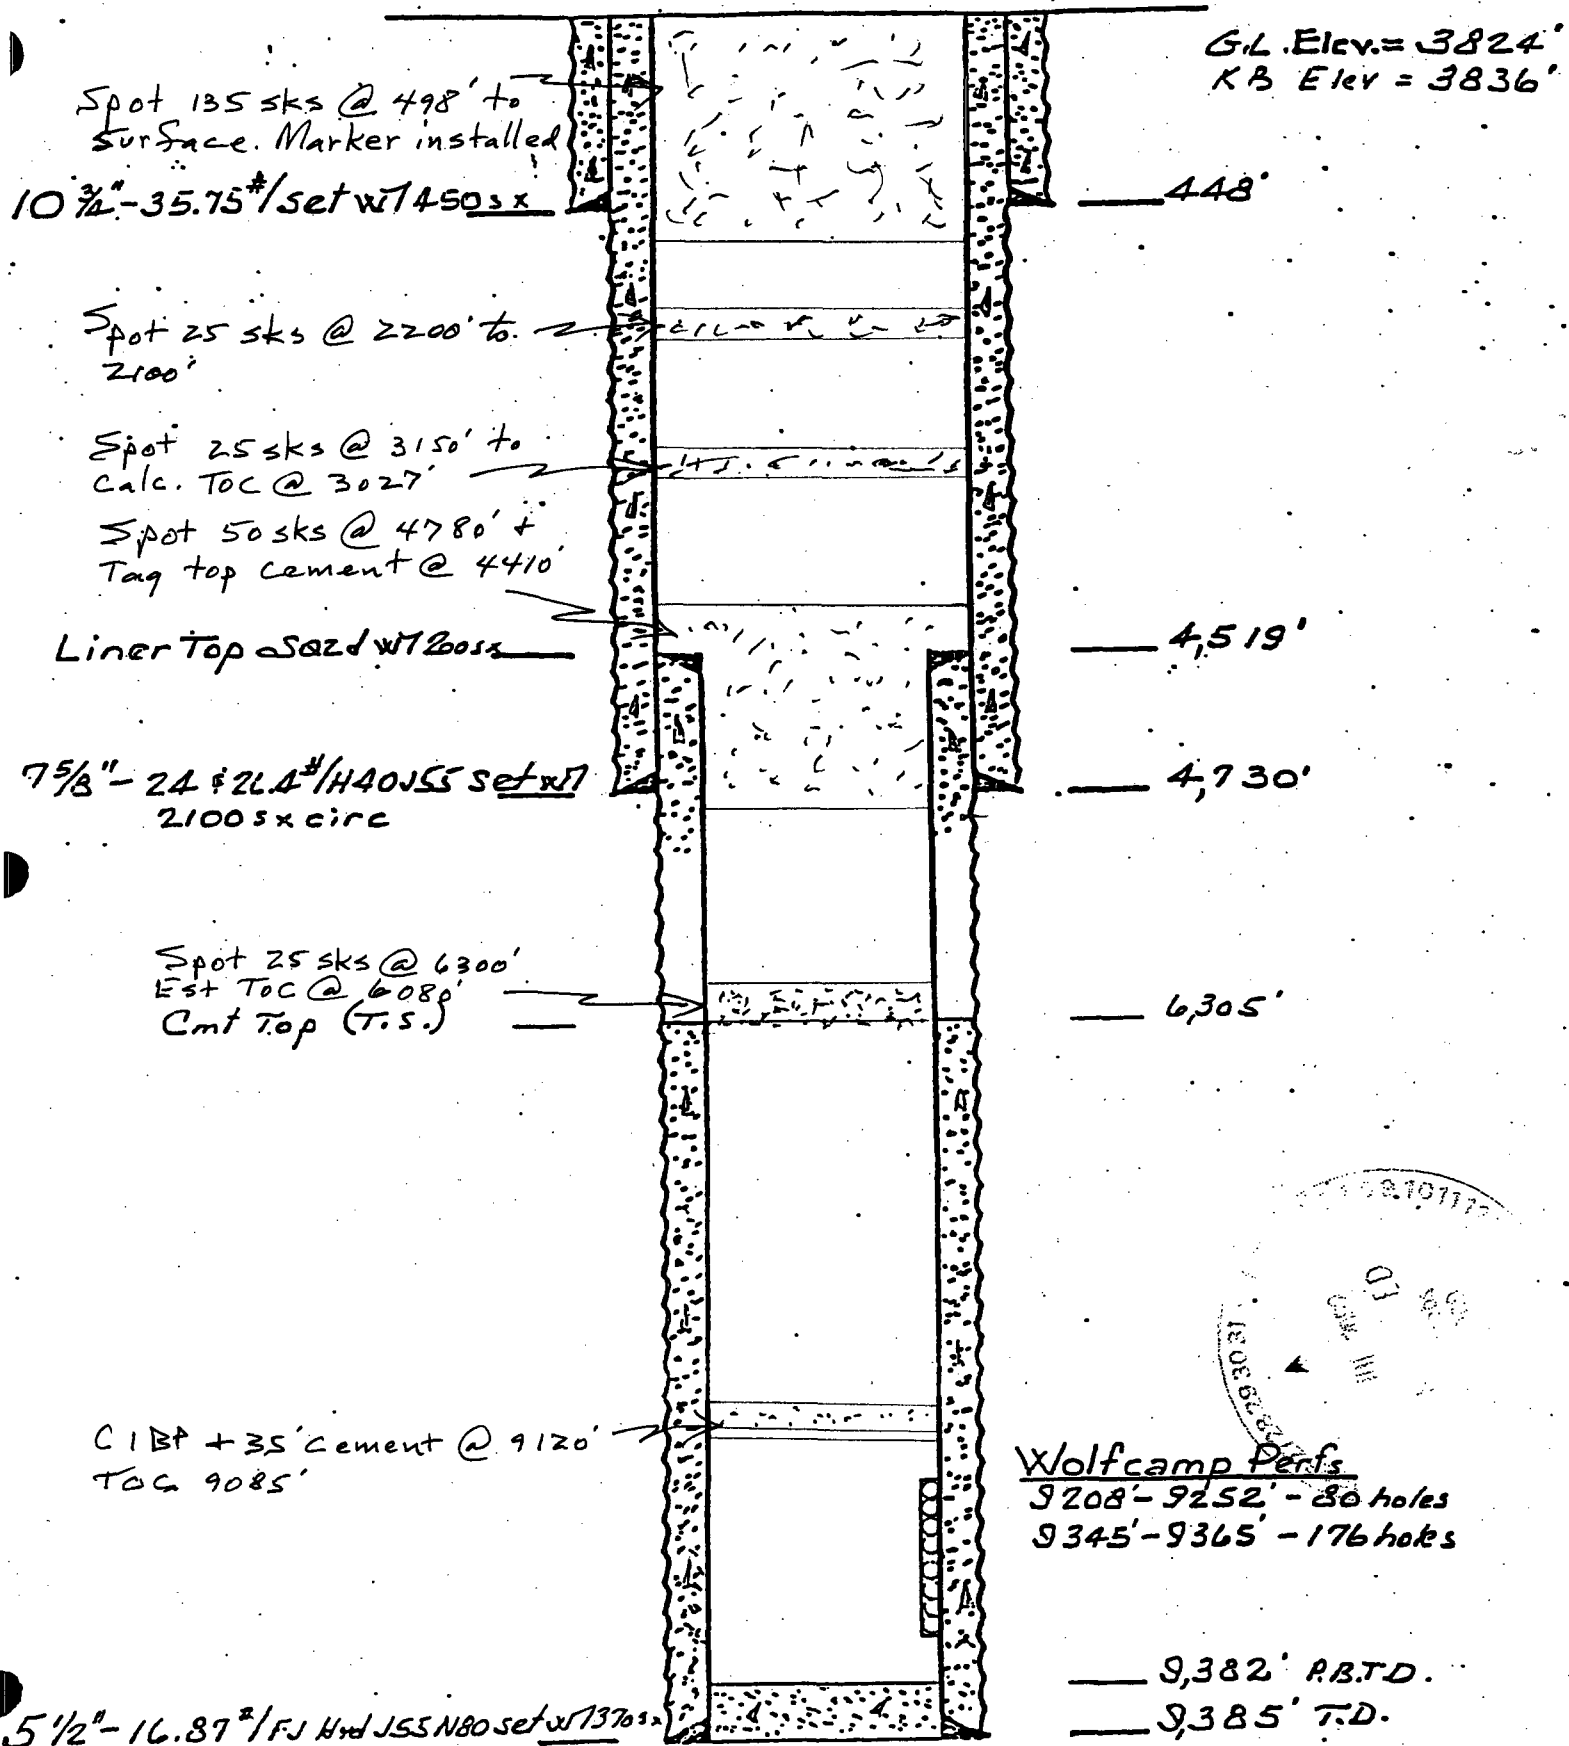 G.L. Elev. = 3824'
KB Elev = 3836'
Spot 135 sks @ 498' to
Surface. Marker installed
10 3/4" - 35.75#/ set w/ 450 sx
448'
Spot 25 sks @ 2200' to
2100'
Spot 25 sks @ 3150' to
Calc. TOC @ 3027'
Spot 50 sks @ 4780' +
Tag top cement @ 4410'
Liner Top sqzd w/ 200sx
4,519'
7 5/8" - 24 & 26.4#/H40 J55 set w/
2100 sx circ
4,730'
Spot 25 sks @ 6300'
Est TOC @ 6080'
Cmt Top (T.S.)
6,305'
CIBP + 35' cement @ 9120'
TOC 9085'
Wolfcamp Perfs
9208' - 9252' - 80 holes
9345' - 9365' - 176 holes
9,382' P.B.T.D.
5 1/2" - 16.87#/ FJ Hyd J55 N80 set w/ 1370sx
9,385' T.D.